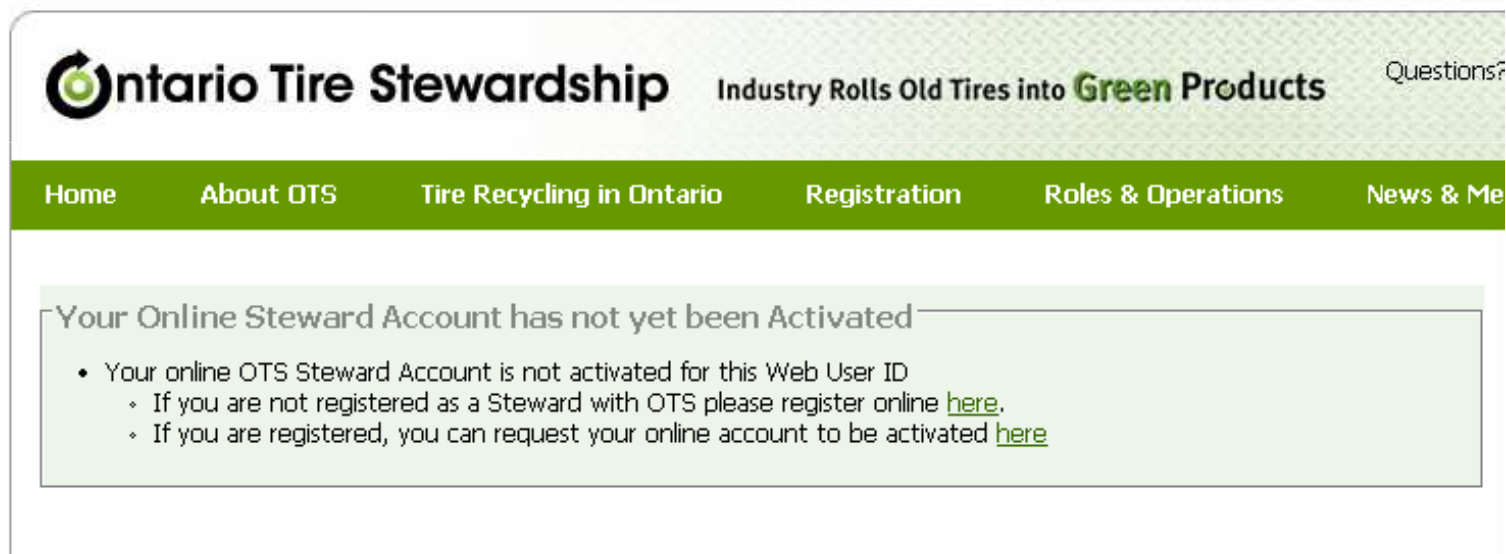 Ontario Tire Stewardship
Industry Rolls Old Tires into Green Products
Questions?
Home About OTS Tire Recycling in Ontario Registration Roles & Operations News & Me
Your Online Steward Account has not yet been Activated
• Your online OTS Steward Account is not activated for this Web User ID
◦ If you are not registered as a Steward with OTS please register online here.
◦ If you are registered, you can request your online account to be activated here